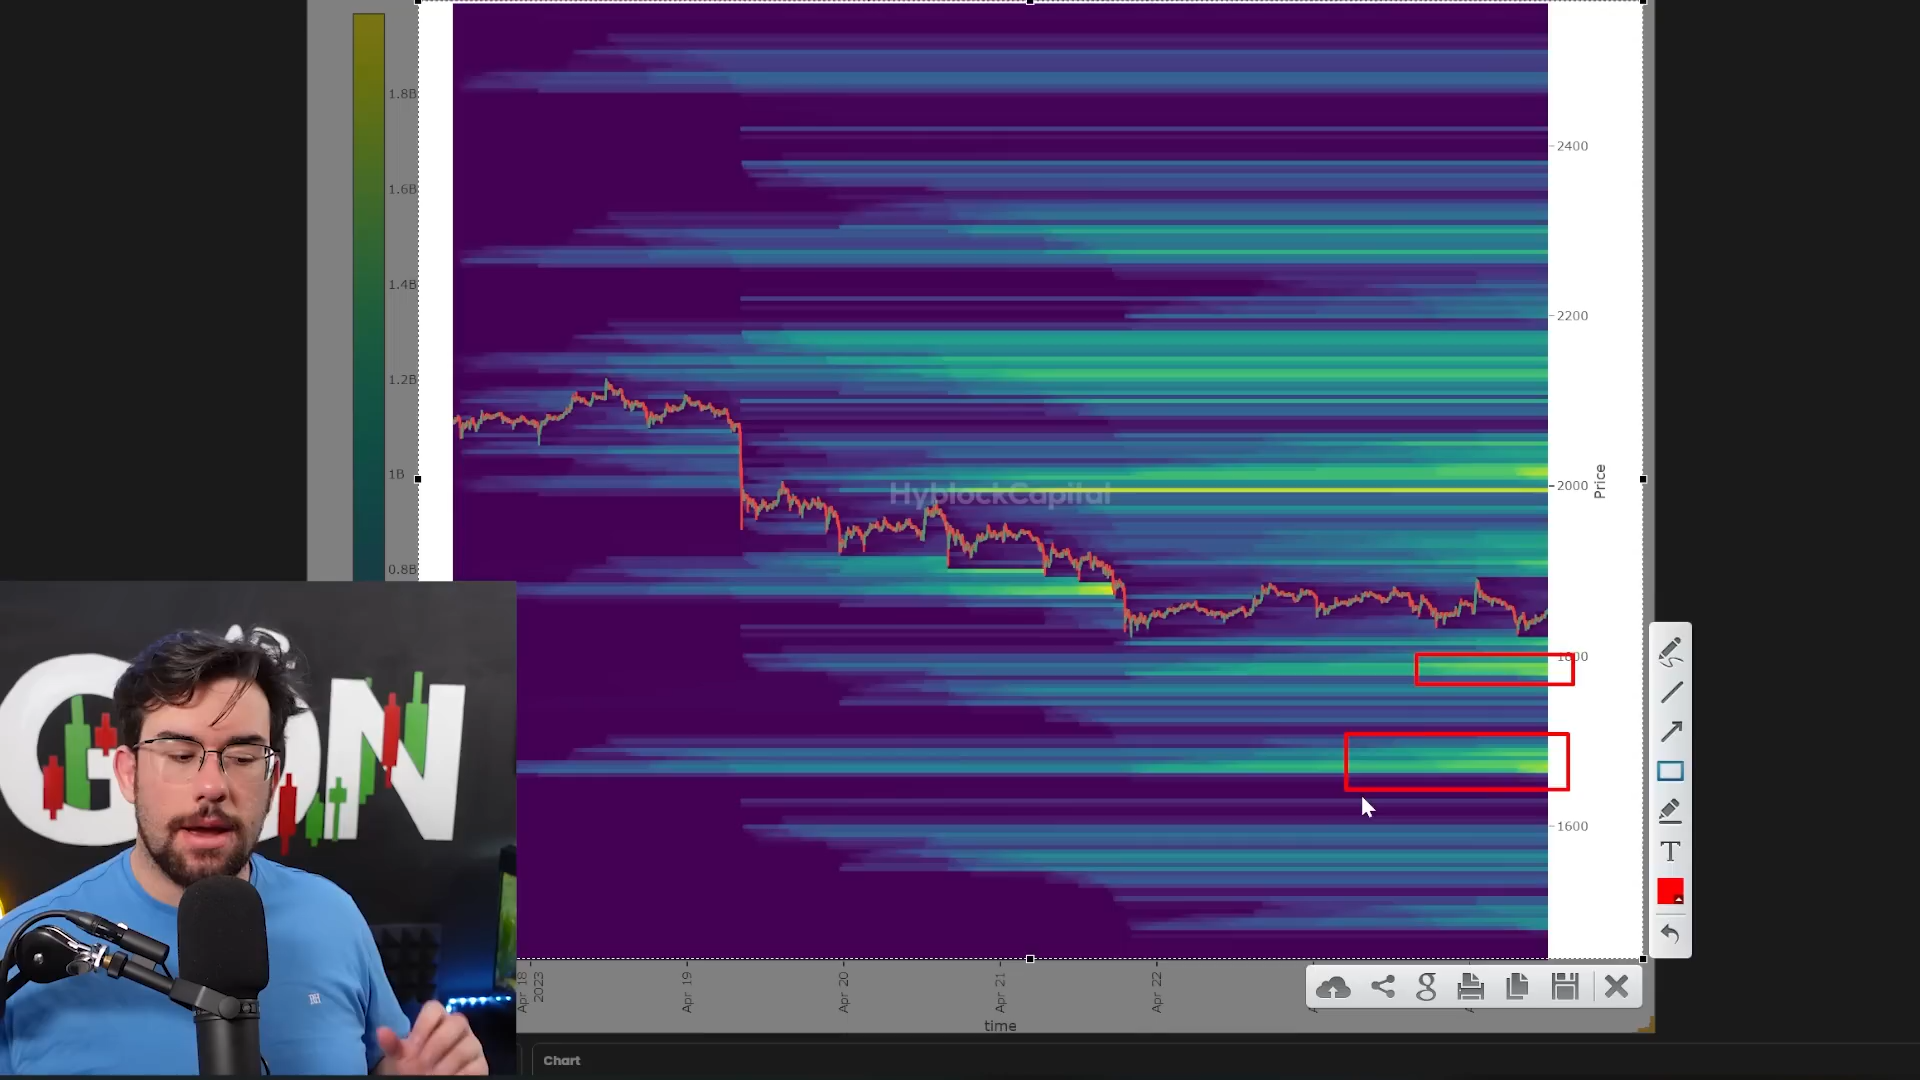 1.8B
1.6B
1.4B
1.2B
1B
0.8B
2400
2200
2000
1800
1600
Price
HyblockCapital
Apr 18
2023
Apr 19
Apr 20
Apr 21
Apr 22
time
Chart
T
g